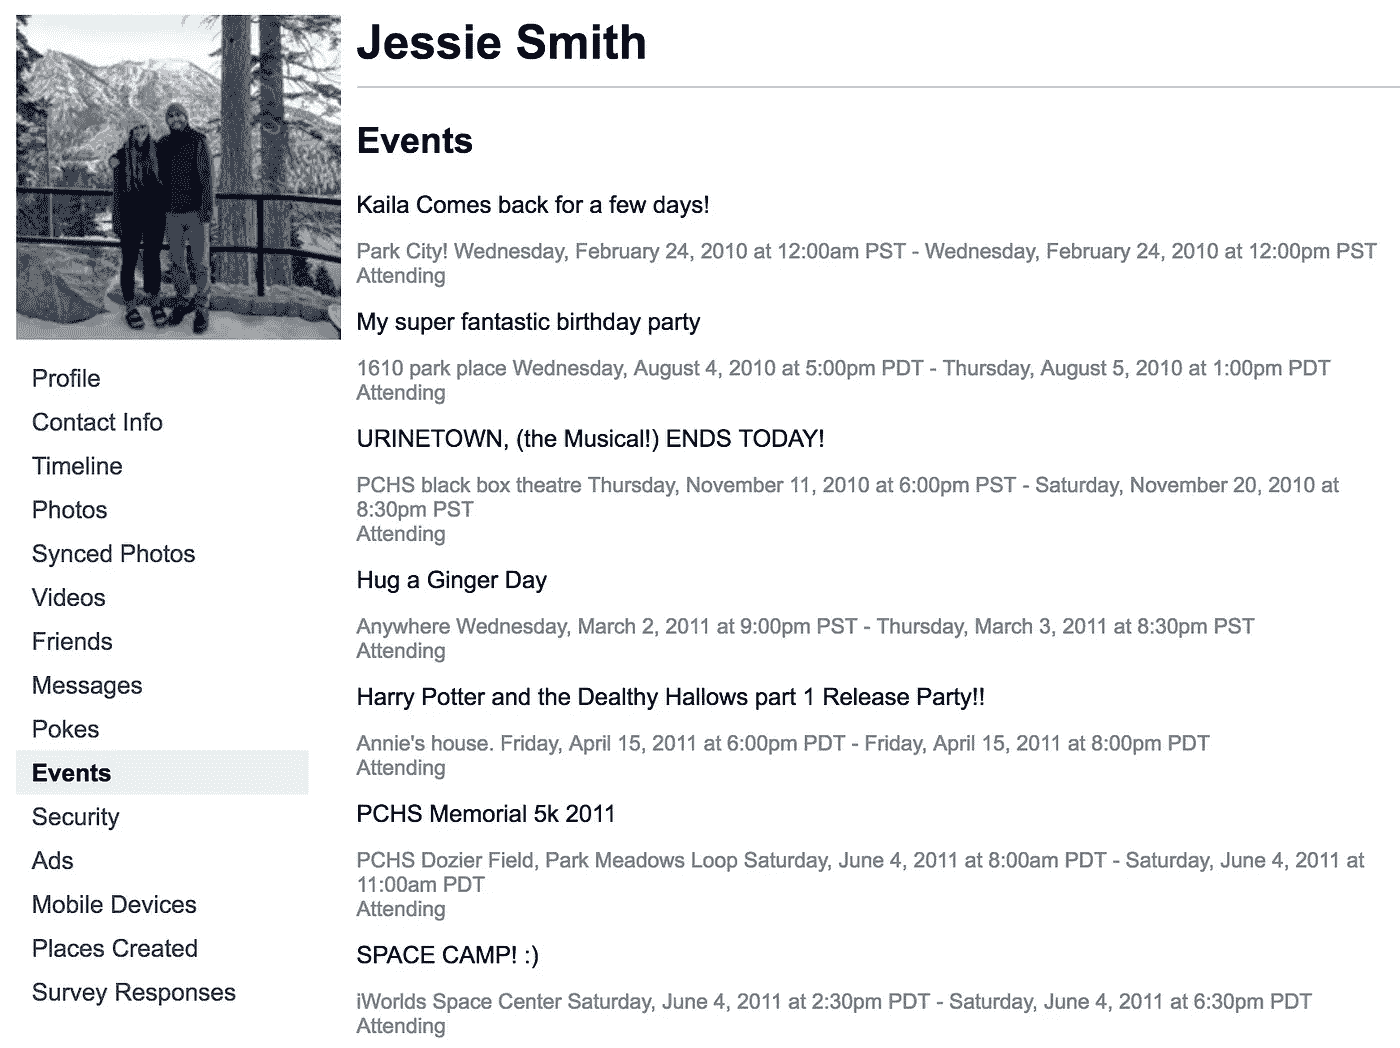 Jessie Smith
Events
Kaila Comes back for a few days!
Park City! Wednesday, February 24, 2010 at 12:00am PST - Wednesday, February 24, 2010 at 12:00pm PST
Attending
My super fantastic birthday party
1610 park place Wednesday, August 4, 2010 at 5:00pm PDT - Thursday, August 5, 2010 at 1:00pm PDT
Attending
URINETOWN, (the Musical!) ENDS TODAY!
PCHS black box theatre Thursday, November 11, 2010 at 6:00pm PST - Saturday, November 20, 2010 at
8:30pm PST
Attending
Hug a Ginger Day
Anywhere Wednesday, March 2, 2011 at 9:00pm PST - Thursday, March 3, 2011 at 8:30pm PST
Attending
Harry Potter and the Dealthy Hallows part 1 Release Party!!
Annie's house. Friday, April 15, 2011 at 6:00pm PDT - Friday, April 15, 2011 at 8:00pm PDT
Attending
PCHS Memorial 5k 2011
PCHS Dozier Field, Park Meadows Loop Saturday, June 4, 2011 at 8:00am PDT - Saturday, June 4, 2011 at
11:00am PDT
Attending
SPACE CAMP! :)
iWorlds Space Center Saturday, June 4, 2011 at 2:30pm PDT - Saturday, June 4, 2011 at 6:30pm PDT
Attending
Profile
Contact Info
Timeline
Photos
Synced Photos
Videos
Friends
Messages
Pokes
Events
Security
Ads
Mobile Devices
Places Created
Survey Responses